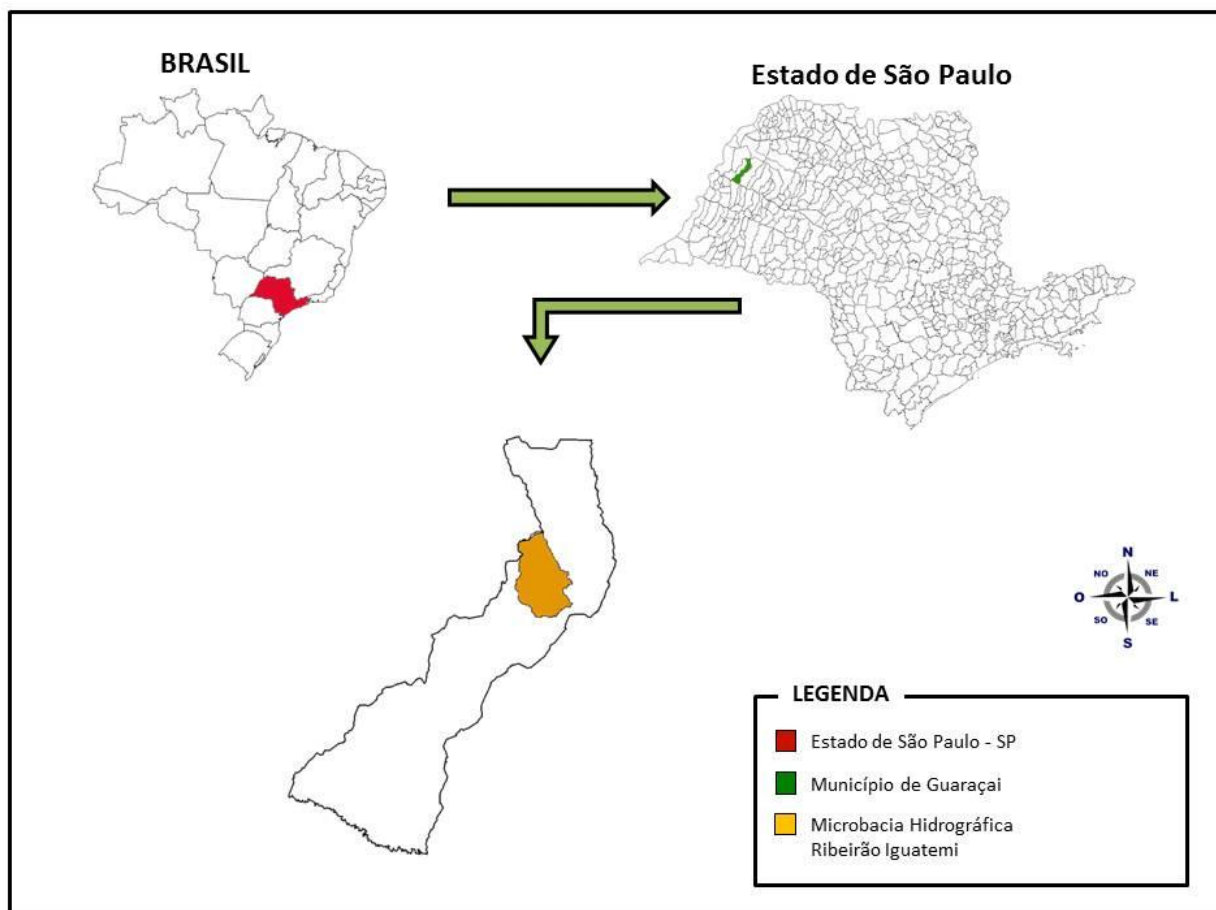 BRASIL
Estado de São Paulo
N
NO
NE
O
L
SO
SE
S
LEGENDA
Estado de São Paulo - SP
Município de Guaraçai
Microbacia Hidrográfica
Ribeirão Iguatemi